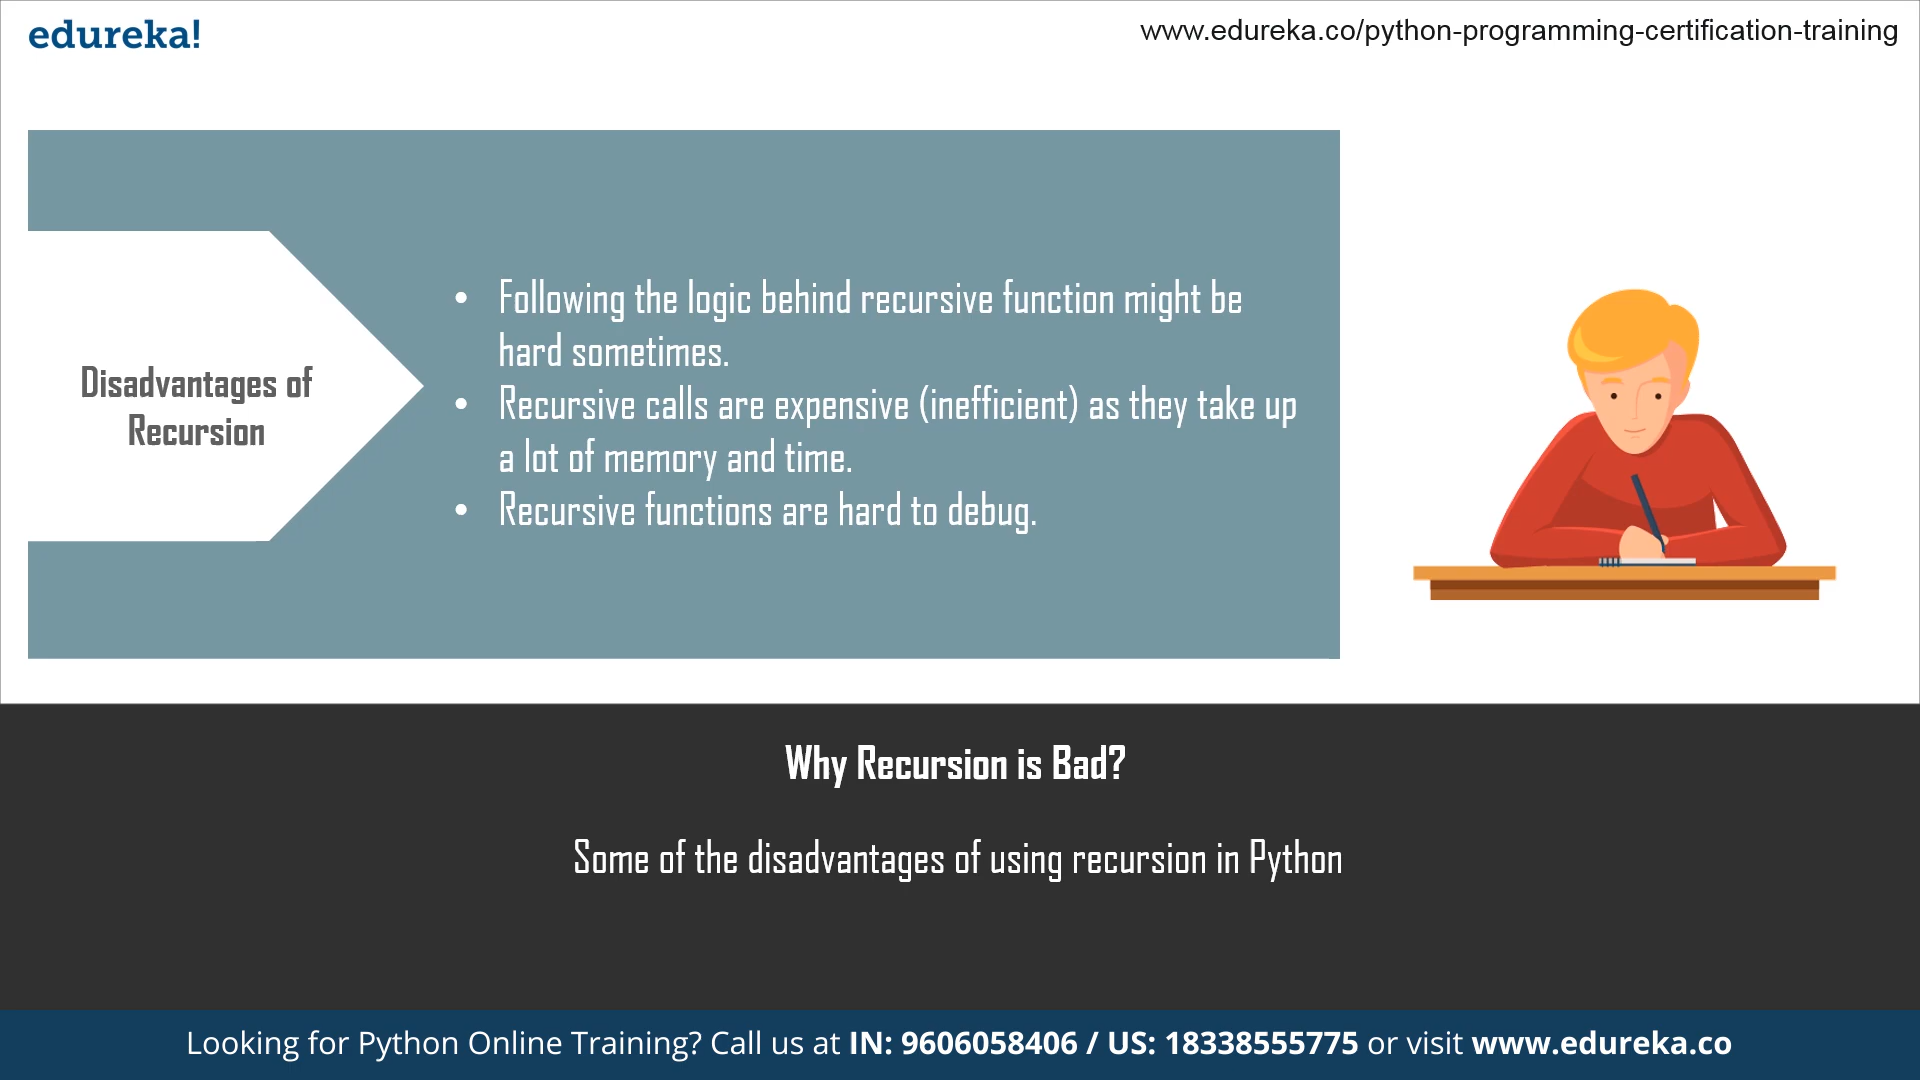 edureka!
www.edureka.co/python-programming-certification-training
Disadvantages of
Recursion
• Following the logic behind recursive function might be
hard sometimes.
• Recursive calls are expensive (inefficient) as they take up
a lot of memory and time.
• Recursive functions are hard to debug.
Why Recursion is Bad?
Some of the disadvantages of using recursion in Python
Looking for Python Online Training? Call us at IN: 9606058406 / US: 18338555775 or visit www.edureka.co